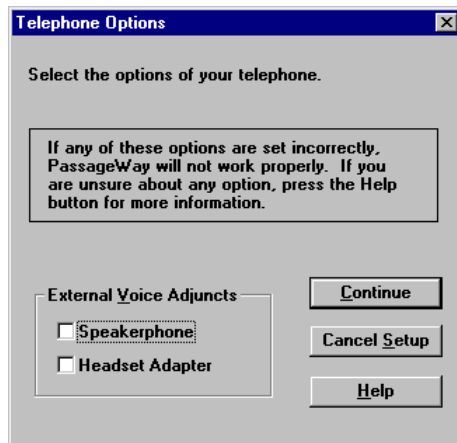 Telephone Options
Select the options of your telephone.
If any of these options are set incorrectly,
PassageWay will not work properly. If you
are unsure about any option, press the Help
button for more information.
External Voice Adjuncts
Speakerphone
Headset Adapter
Continue
Cancel Setup
Help